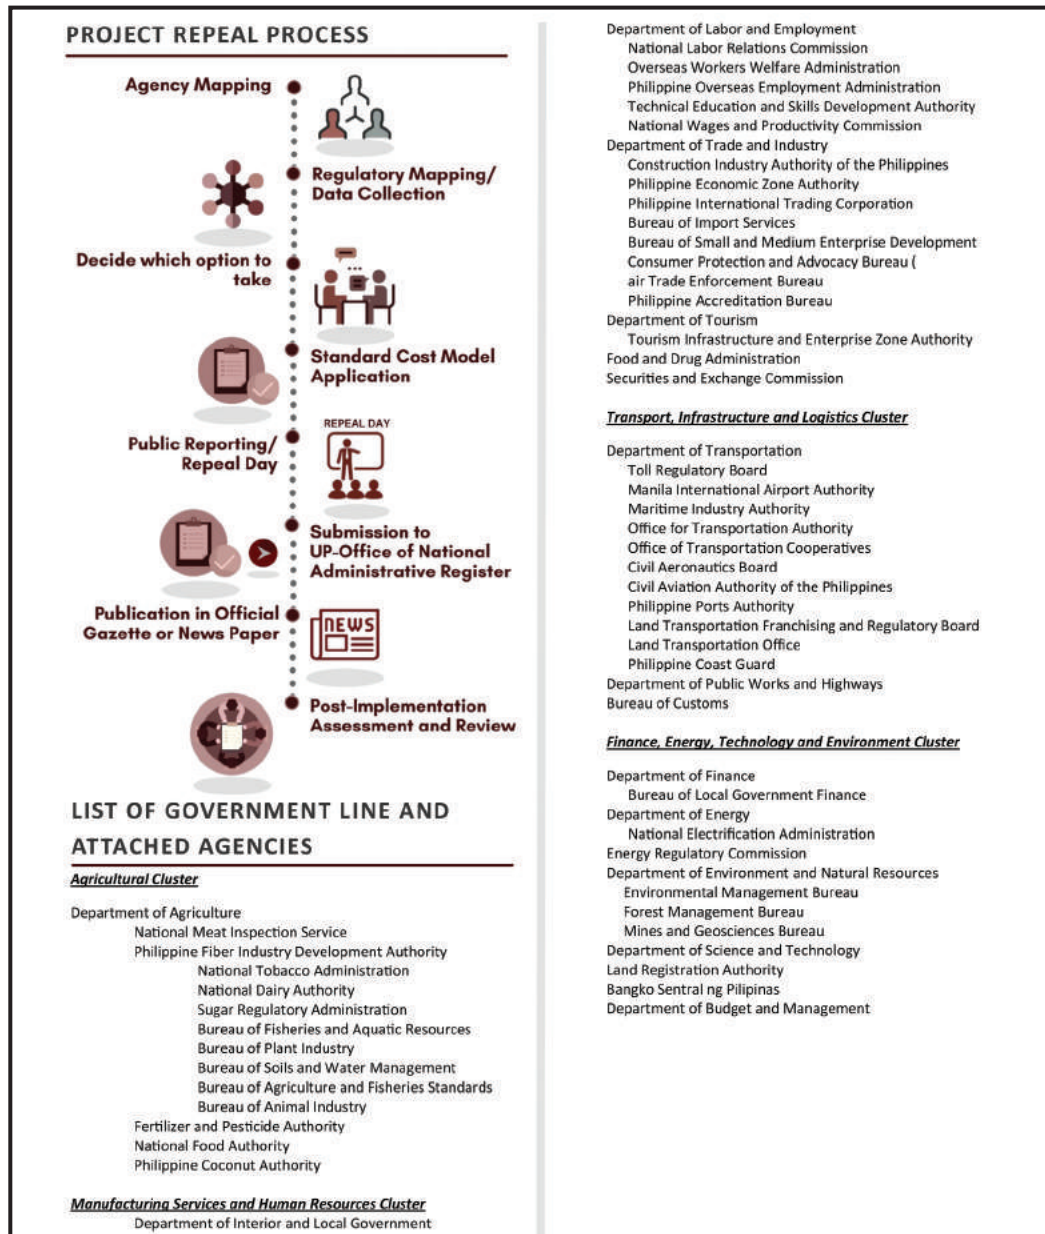 PROJECT REPEAL PROCESS
Agency Mapping
Regulatory Mapping/
Data Collection
Decide which option to
take
Standard Cost Model
Application
REPEAL DAY
Public Reporting/
Repeal Day
Submission to
UP-Office of National
Administrative Register
Publication in Official
Gazette or News Paper
NEWS
Post-Implementation
Assessment and Review
LIST OF GOVERNMENT LINE AND
ATTACHED AGENCIES
Agricultural Cluster
Department of Agriculture
National Meat Inspection Service
Philippine Fiber Industry Development Authority
National Tobacco Administration
National Dairy Authority
Sugar Regulatory Administration
Bureau of Fisheries and Aquatic Resources
Bureau of Plant Industry
Bureau of Soils and Water Management
Bureau of Agriculture and Fisheries Standards
Bureau of Animal Industry
Fertilizer and Pesticide Authority
National Food Authority
Philippine Coconut Authority
Manufacturing Services and Human Resources Cluster
Department of Interior and Local Government
Department of Labor and Employment
National Labor Relations Commission
Overseas Workers Welfare Administration
Philippine Overseas Employment Administration
Technical Education and Skills Development Authority
National Wages and Productivity Commission
Department of Trade and Industry
Construction Industry Authority of the Philippines
Philippine Economic Zone Authority
Philippine International Trading Corporation
Bureau of Import Services
Bureau of Small and Medium Enterprise Development
Consumer Protection and Advocacy Bureau (
air Trade Enforcement Bureau
Philippine Accreditation Bureau
Department of Tourism
Tourism Infrastructure and Enterprise Zone Authority
Food and Drug Administration
Securities and Exchange Commission
Transport, Infrastructure and Logistics Cluster
Department of Transportation
Toll Regulatory Board
Manila International Airport Authority
Maritime Industry Authority
Office for Transportation Authority
Office of Transportation Cooperatives
Civil Aeronautics Board
Civil Aviation Authority of the Philippines
Philippine Ports Authority
Land Transportation Franchising and Regulatory Board
Land Transportation Office
Philippine Coast Guard
Department of Public Works and Highways
Bureau of Customs
Finance, Energy, Technology and Environment Cluster
Department of Finance
Bureau of Local Government Finance
Department of Energy
National Electrification Administration
Energy Regulatory Commission
Department of Environment and Natural Resources
Environmental Management Bureau
Forest Management Bureau
Mines and Geosciences Bureau
Department of Science and Technology
Land Registration Authority
Bangko Sentral ng Pilipinas
Department of Budget and Management